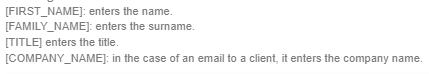 [FIRST_NAME]: enters the name.
[FAMILY_NAME]: enters the surname.
[TITLE] enters the title.
[COMPANY_NAME]: in the case of an email to a client, it enters the company name.